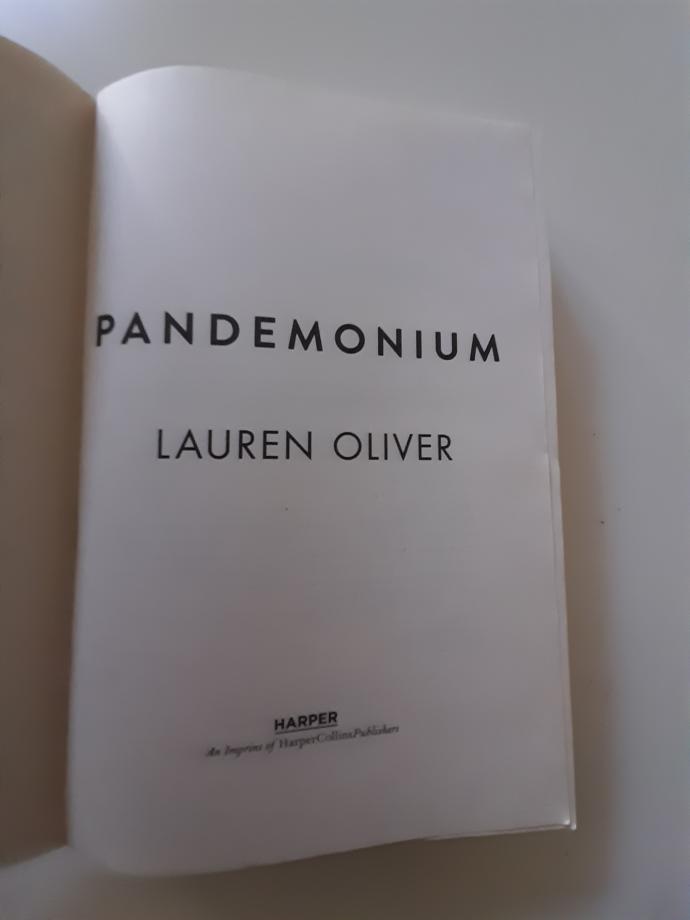 PANDEMONIUM
LAUREN OLIVER
HARPER
An Imprint of HarperCollinsPublishers